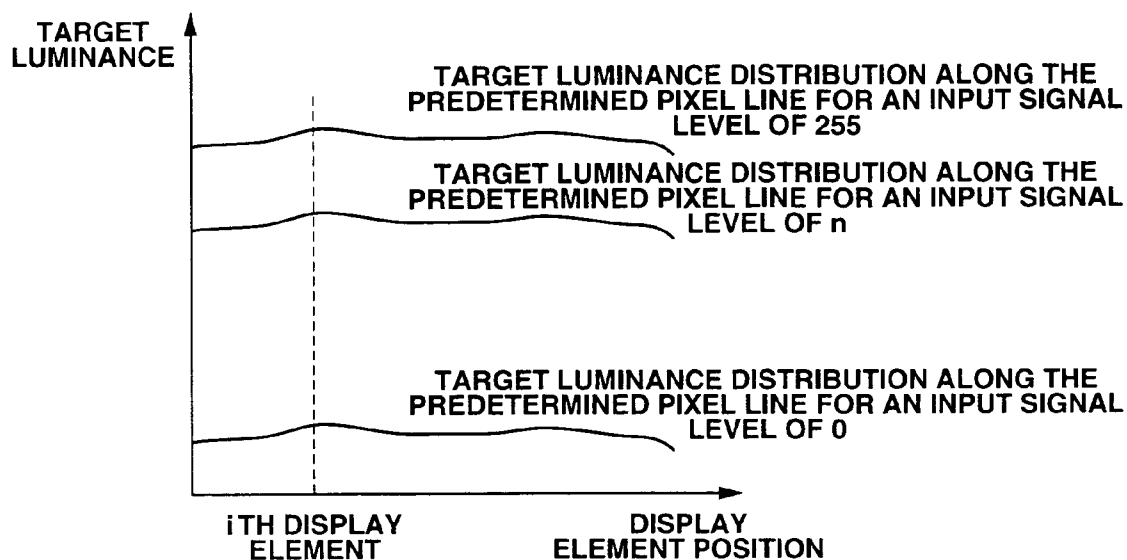 TARGET
LUMINANCE
TARGET LUMINANCE DISTRIBUTION ALONG THE
PREDETERMINED PIXEL LINE FOR AN INPUT SIGNAL
LEVEL OF 255
TARGET LUMINANCE DISTRIBUTION ALONG THE
PREDETERMINED PIXEL LINE FOR AN INPUT SIGNAL
LEVEL OF n
TARGET LUMINANCE DISTRIBUTION ALONG THE
PREDETERMINED PIXEL LINE FOR AN INPUT SIGNAL
LEVEL OF 0
iTH DISPLAY
ELEMENT
DISPLAY
ELEMENT POSITION